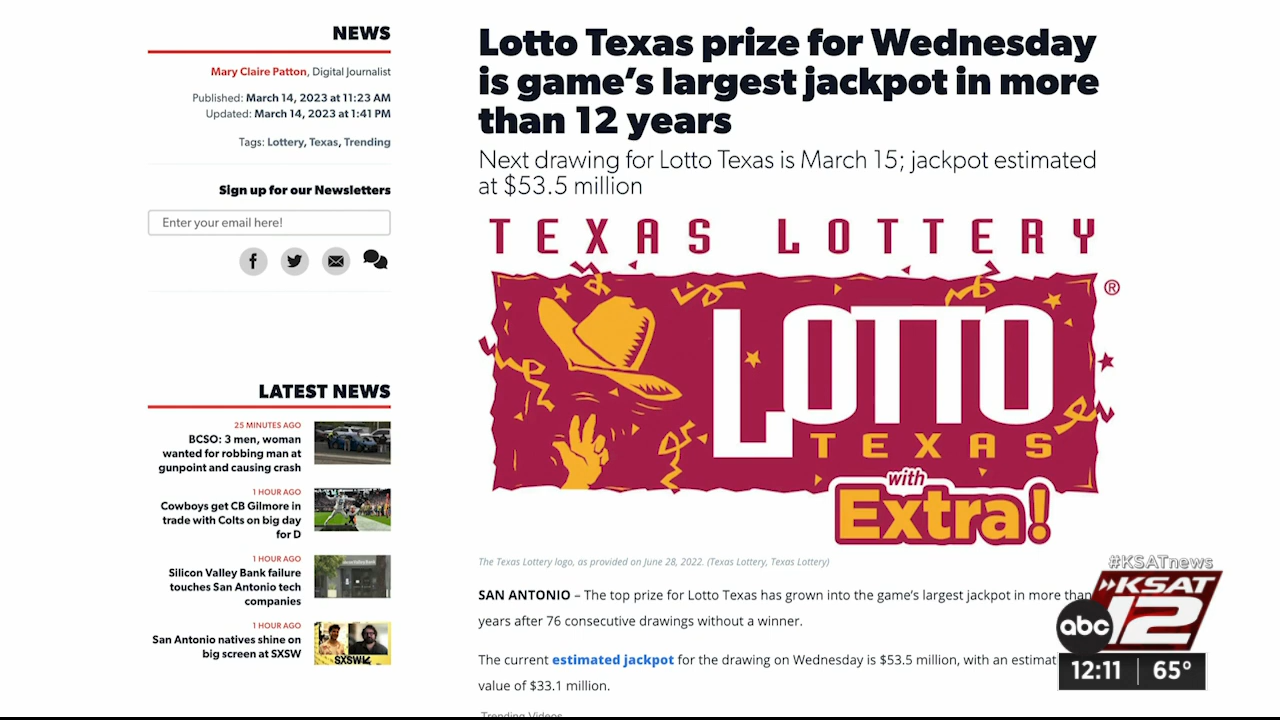 NEWS
Mary Claire Patton, Digital Journalist
Published: March 14, 2023 at 11:23 AM
Updated: March 14, 2023 at 1:41 PM
Tags: Lottery, Texas, Trending
Sign up for our Newsletters
Enter your email here!
LATEST NEWS
25 MINUTES AGO
BCSO: 3 men, woman
wanted for robbing man at
gunpoint and causing crash
1 HOUR AGO
Cowboys get CB Gilmore in
trade with Colts on big day
for D
1 HOUR AGO
Silicon Valley Bank failure
touches San Antonio tech
companies
1 HOUR AGO
San Antonio natives shine on
big screen at SXSW
SXSW
Lotto Texas prize for Wednesday
is game's largest jackpot in more
than 12 years
Next drawing for Lotto Texas is March 15; jackpot estimated
at $53.5 million
TEXAS LOTTERY
®
LOTTO
TEXAS
with
Extra!
The Texas Lottery logo, as provided on June 28, 2022. (Texas Lottery, Texas Lottery)
SAN ANTONIO – The top prize for Lotto Texas has grown into the game's largest jackpot in more than
years after 76 consecutive drawings without a winner.
The current estimated jackpot for the drawing on Wednesday is $53.5 million, with an estimat
value of $33.1 million.
Trending Videos
#KSATnews
KSAT
abc 12
12:11 65°